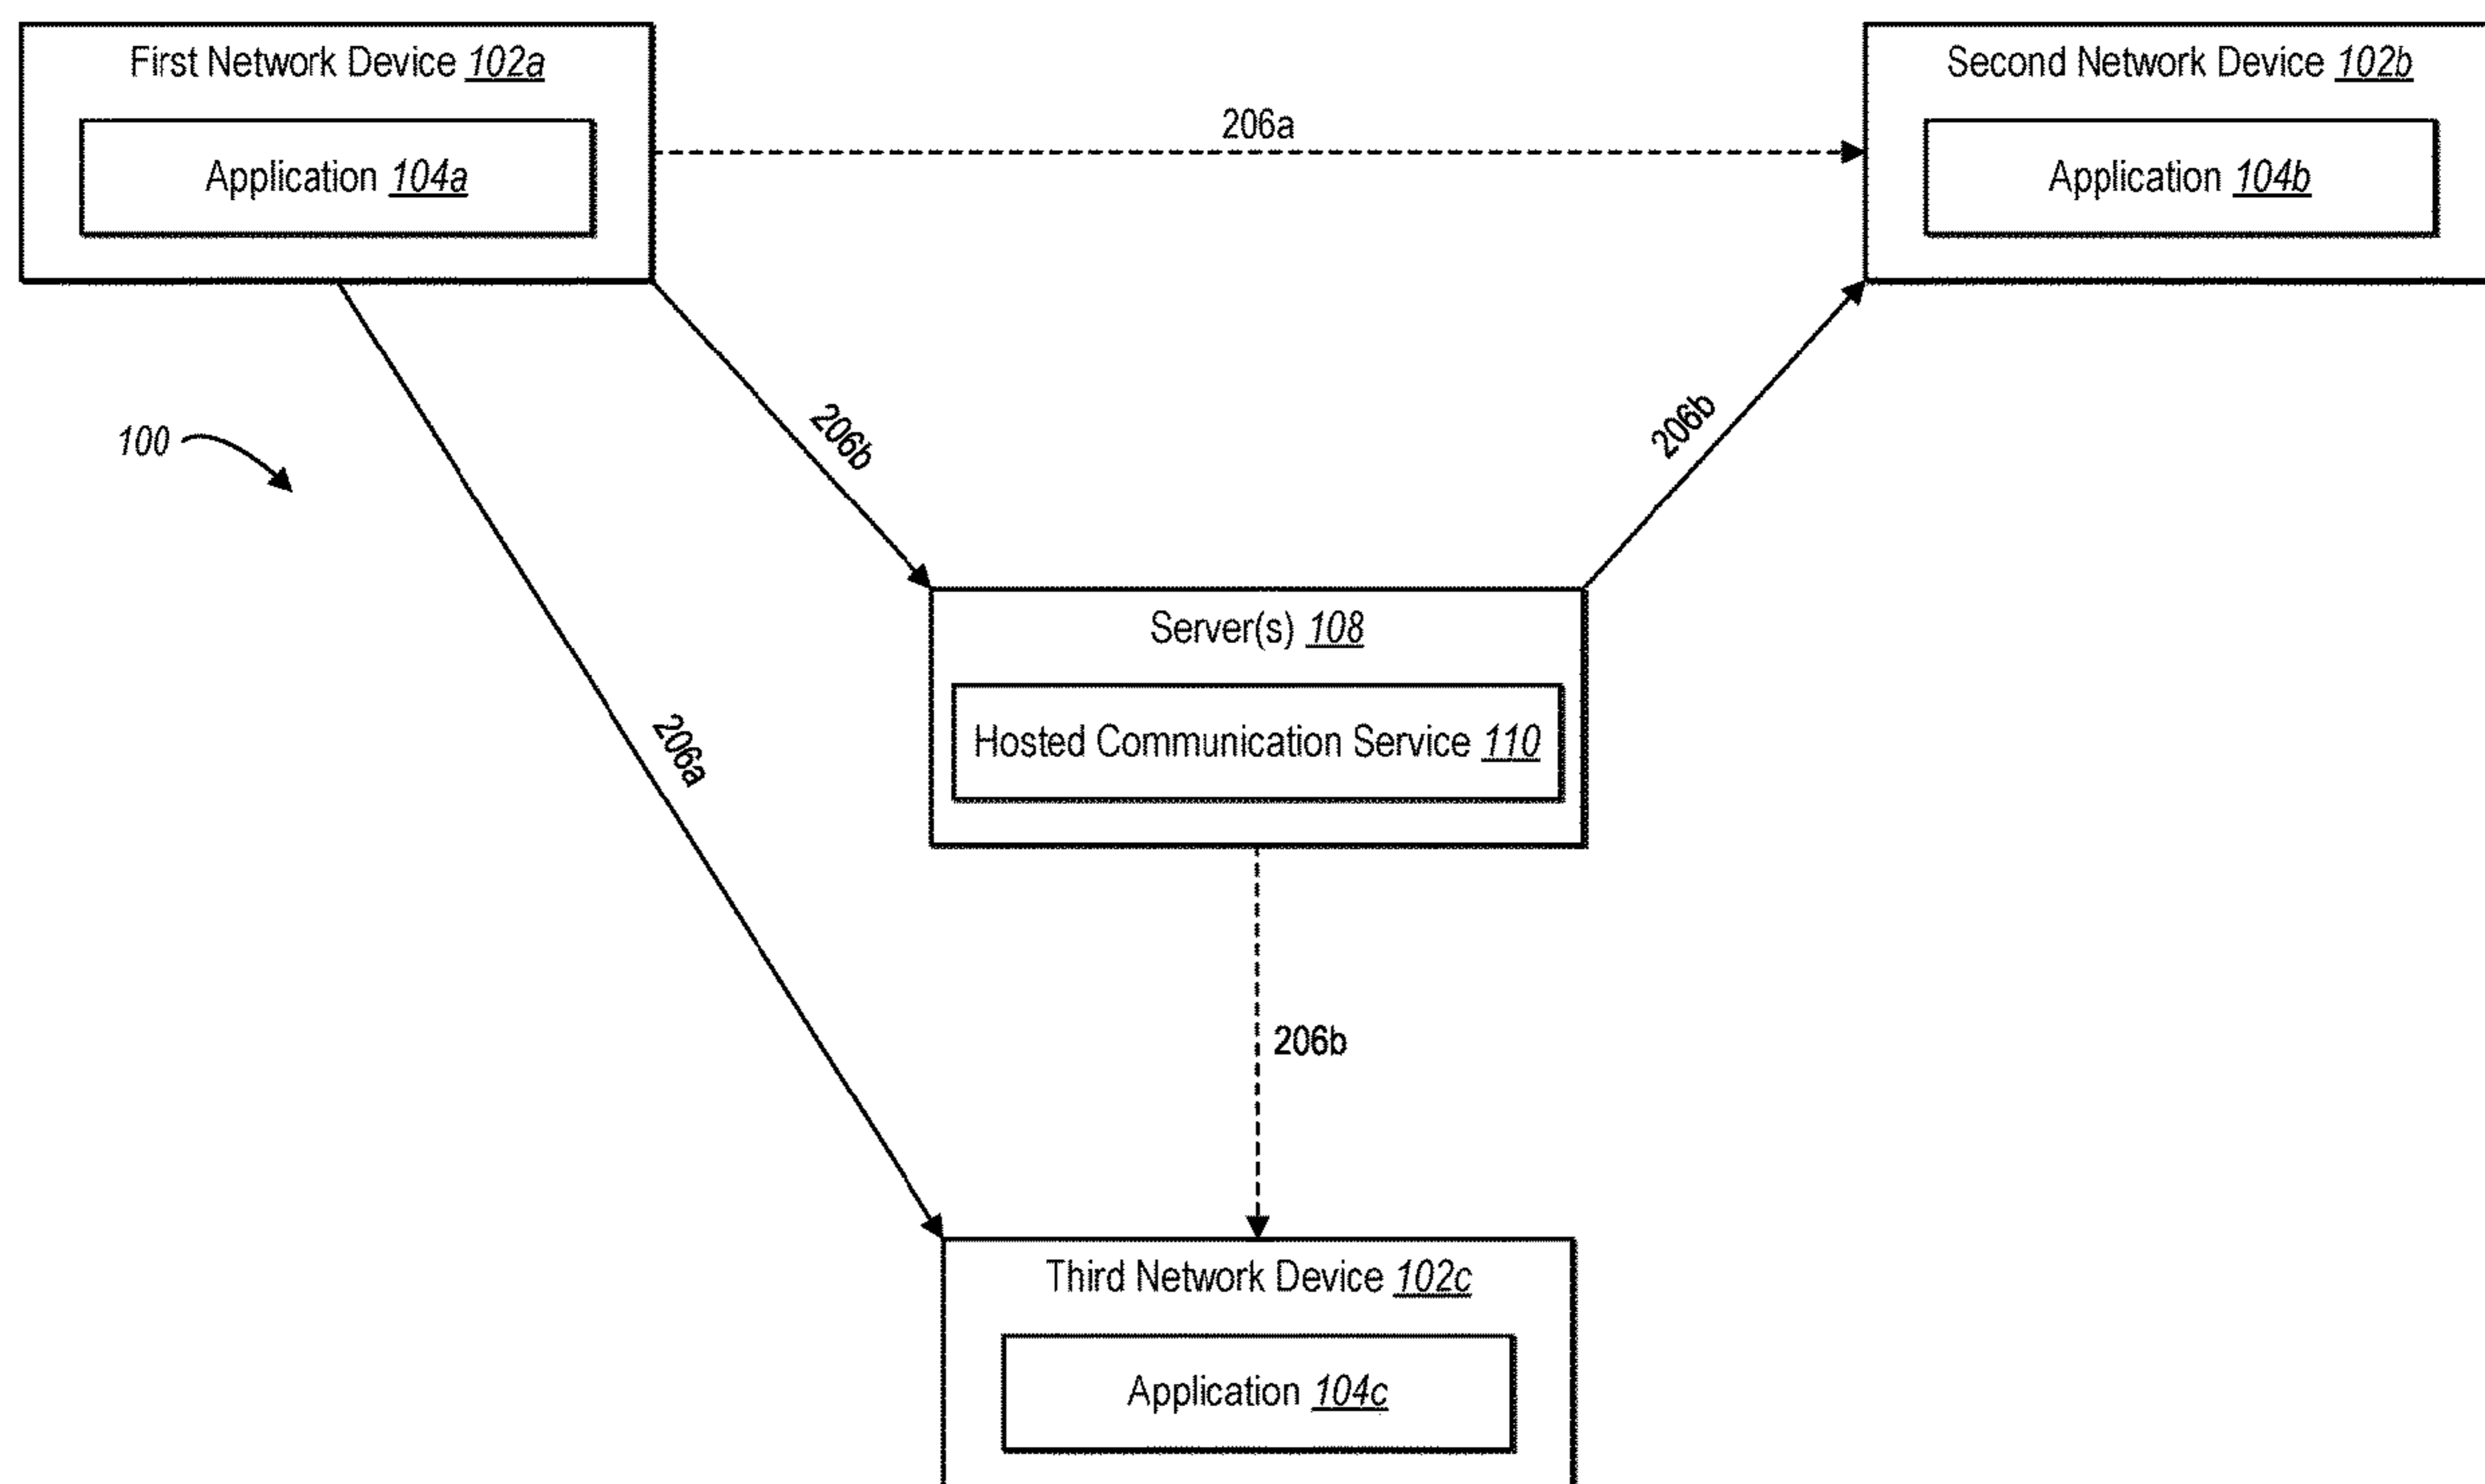 First Network Device 102a
Application 104a
206a
Second Network Device 102b
Application 104b
100
206b
206b
Server(s) 108
Hosted Communication Service 110
206a
206b
Third Network Device 102c
Application 104c